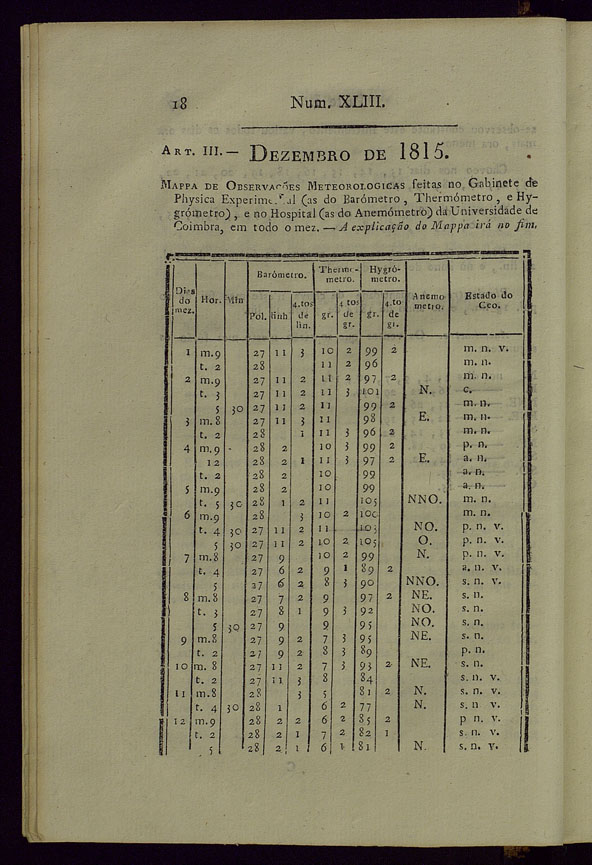 18 Num. XLIII.
ART. III. — DEZEMBRO DE 1815.
MAPPA DE OBSERVAÇÕES METEOROLOGICAS feitas no Gabinete de
Physica Experimental (as do Barómetro, Thermómetro, e Hy-
grómetro), e no Hospital (as do Anemómetro) da Universidade de
Coimbra, em todo o mez. — A explicação do Mappa irá no fim.
Dias do mez. Hor. Min Barómetro. Thermo-metro. Hygró-metro. Anemo metro. Estado do Ceo.
Pol. linh 4.tos de lin. gr. 4 tos de gr. gr. 4.to de gr.
1 m.9 27 11 3 10 2 99 2 m. n. v.
t. 2 28 11 2 96 m. n.
2 m.9 27 11 2 11 2 97 2 m. n.
t. 3 27 11 2 11 3 101 N. c.
5 30 27 11 2 11 99 2 m. n.
3 m.8 27 11 3 11 98 E. m. n.
t. 2 28 1 11 3 96 2 m. n.
4 m.9 28 2 10 3 99 2 p. n.
12 28 2 1 11 3 97 2 E. a. n.
t. 2 28 2 10 99 a. n.
5 m.9 28 2 10 99 a. n.
t. 5 30 28 1 2 11 105 NNO. m. n.
6 m.9 28 3 10 2 100 m. n.
t. 4 30 27 11 2 11 103 NO. p. n. v.
5 30 27 11 2 10 2 105 O. p. n. v.
7 m.8 27 9 10 2 99 N. p. n. v.
t. 4 27 6 2 9 1 89 2 a. n. v.
5 27 6 2 8 3 90 NNO. s. n. v.
8 m.8 27 7 2 9 97 2 NE. s. n.
t. 3 27 8 1 9 3 92 NO. s. n.
5 30 27 9 9 95 NO. s. n.
9 m.8 27 9 2 7 3 95 NE. s. n.
t. 2 27 9 2 8 3 89 p. n.
10 m. 8 27 11 2 7 3 93 2 NE. s. n.
t. 2 27 11 3 8 84 s. n. v.
11 m.8 28 3 5 81 2 N. s. n. v.
t. 4 30 28 1 6 2 77 N. s. n v.
12 m.9 28 2 2 6 2 85 2 p n. v.
t. 2 28 2 1 7 2 82 1 s. n. v.
5 28 2 1 6 1 81 N. s. n. v.